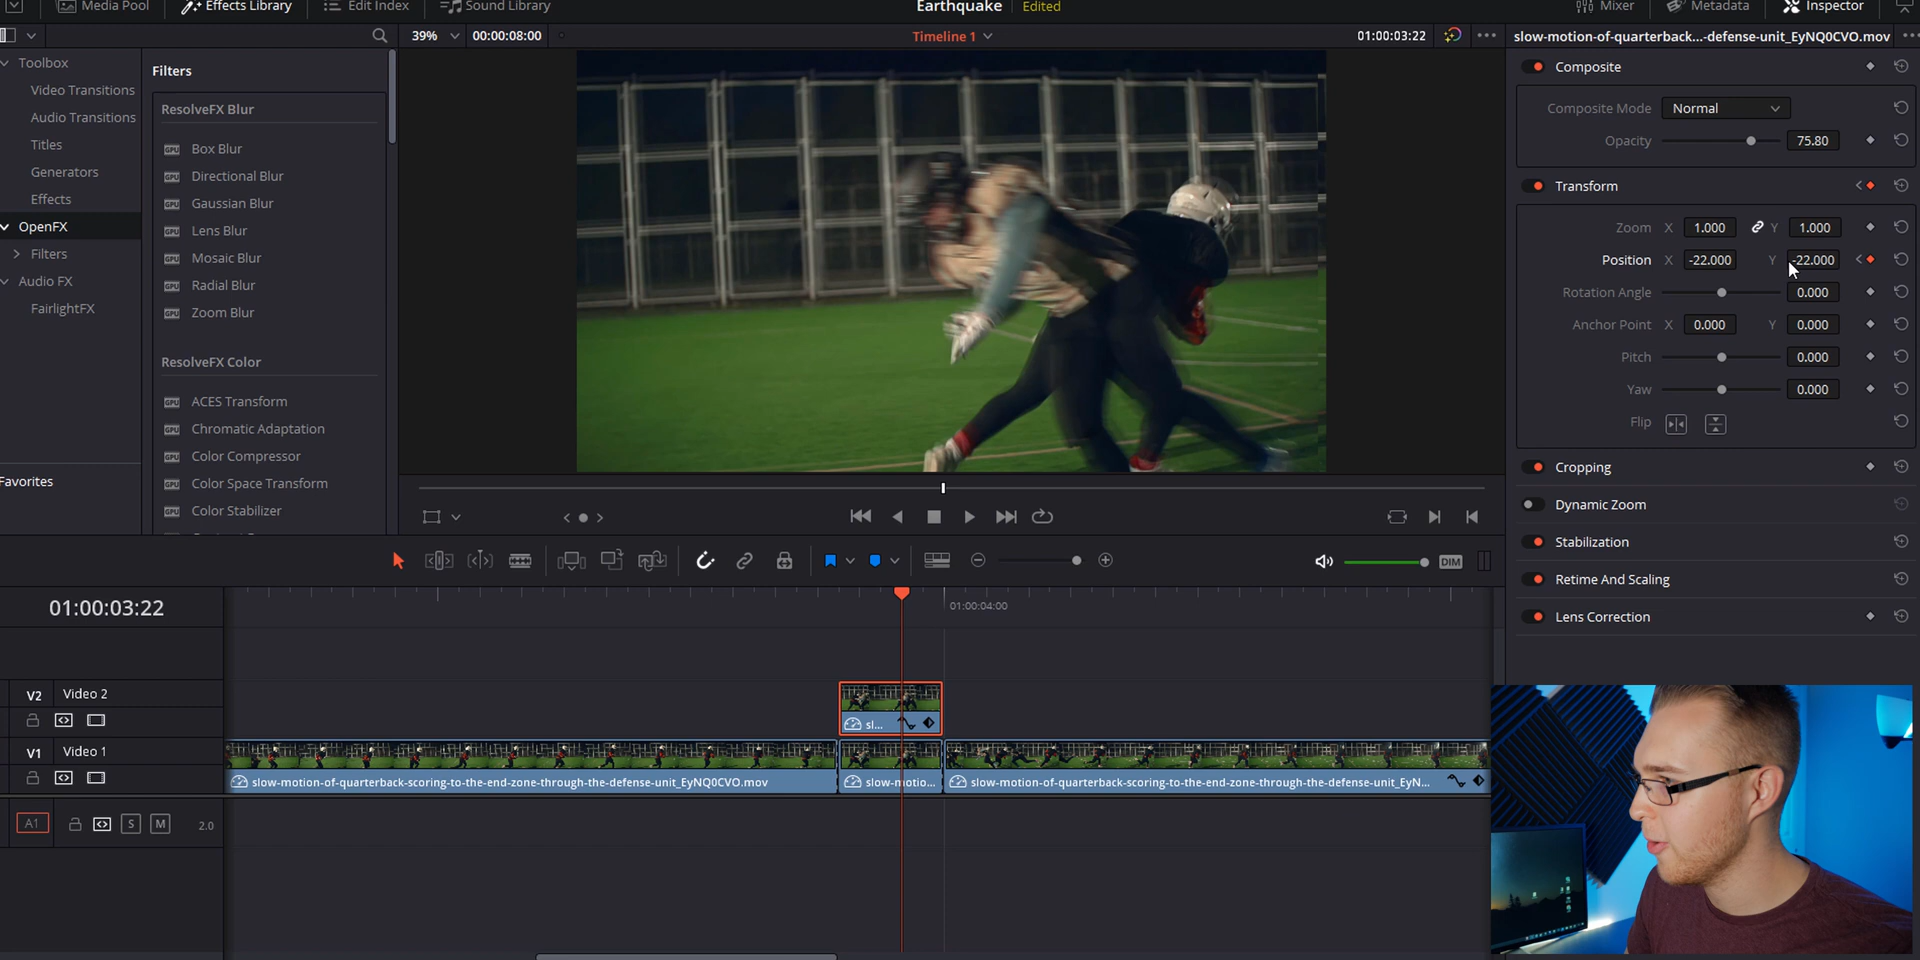 Media Pool
Effects Library
Edit Index
Sound Library
Earthquake
Edited
Mixer
Metadata
Inspector
39%
00:00:08:00
Timeline 1
01:00:03:22
slow-motion-of-quarterback...-defense-unit_EyNQ0CVO.mov
Toolbox
Video Transitions
Audio Transitions
Titles
Generators
Effects
OpenFX
Filters
Audio FX
FairlightFX
Favorites
Filters
ResolveFX Blur
Box Blur
Directional Blur
Gaussian Blur
Lens Blur
Mosaic Blur
Radial Blur
Zoom Blur
ResolveFX Color
ACES Transform
Chromatic Adaptation
Color Compressor
Color Space Transform
Color Stabilizer
Composite
Composite Mode Normal
Opacity 75.80
Transform
Zoom X 1.000 Y 1.000
Position X -22.000 Y -22.000
Rotation Angle 0.000
Anchor Point X 0.000 Y 0.000
Pitch 0.000
Yaw 0.000
Flip
Cropping
Dynamic Zoom
Stabilization
Retime And Scaling
Lens Correction
DIM
01:00:03:22
01:00:04:00
V2 Video 2
sl...
V1 Video 1
slow-motion-of-quarterback-scoring-to-the-end-zone-through-the-defense-unit_EyNQ0CVO.mov
slow-motio...
slow-motion-of-quarterback-scoring-to-the-end-zone-through-the-defense-unit_EyN...
A1 S M 2.0